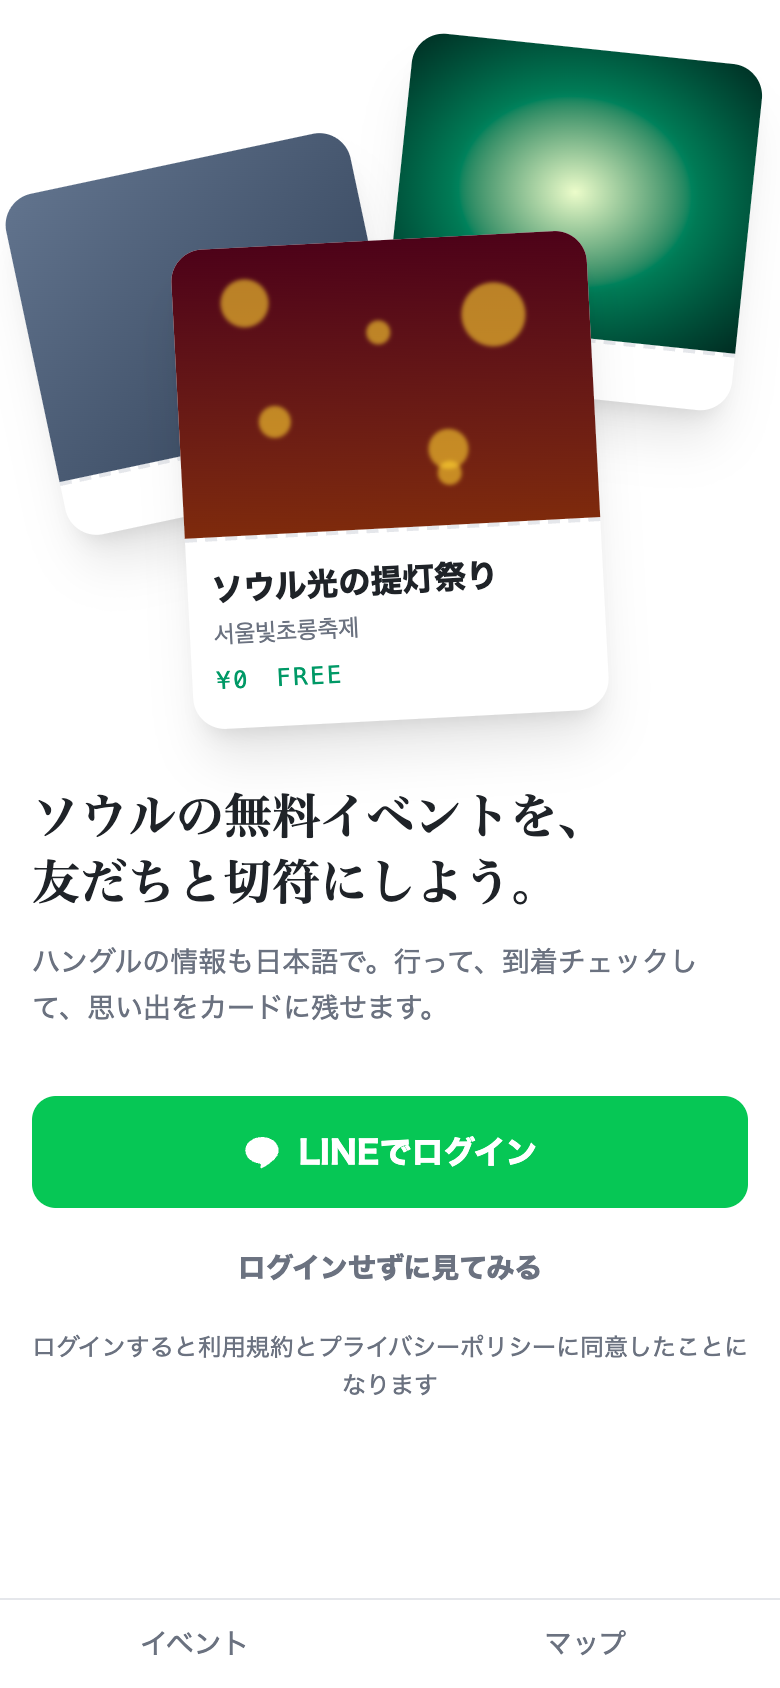 ソウル光の提灯祭り
서울빛초롱축제
¥0 FREE
ソウルの無料イベントを、
友だちと切符にしよう。
ハングルの情報も日本語で。行って、到着チェックし
て、思い出をカードに残せます。
LINEでログイン
ログインせずに見てみる
ログインすると利用規約とプライバシーポリシーに同意したことに
なります
イベント
マップ